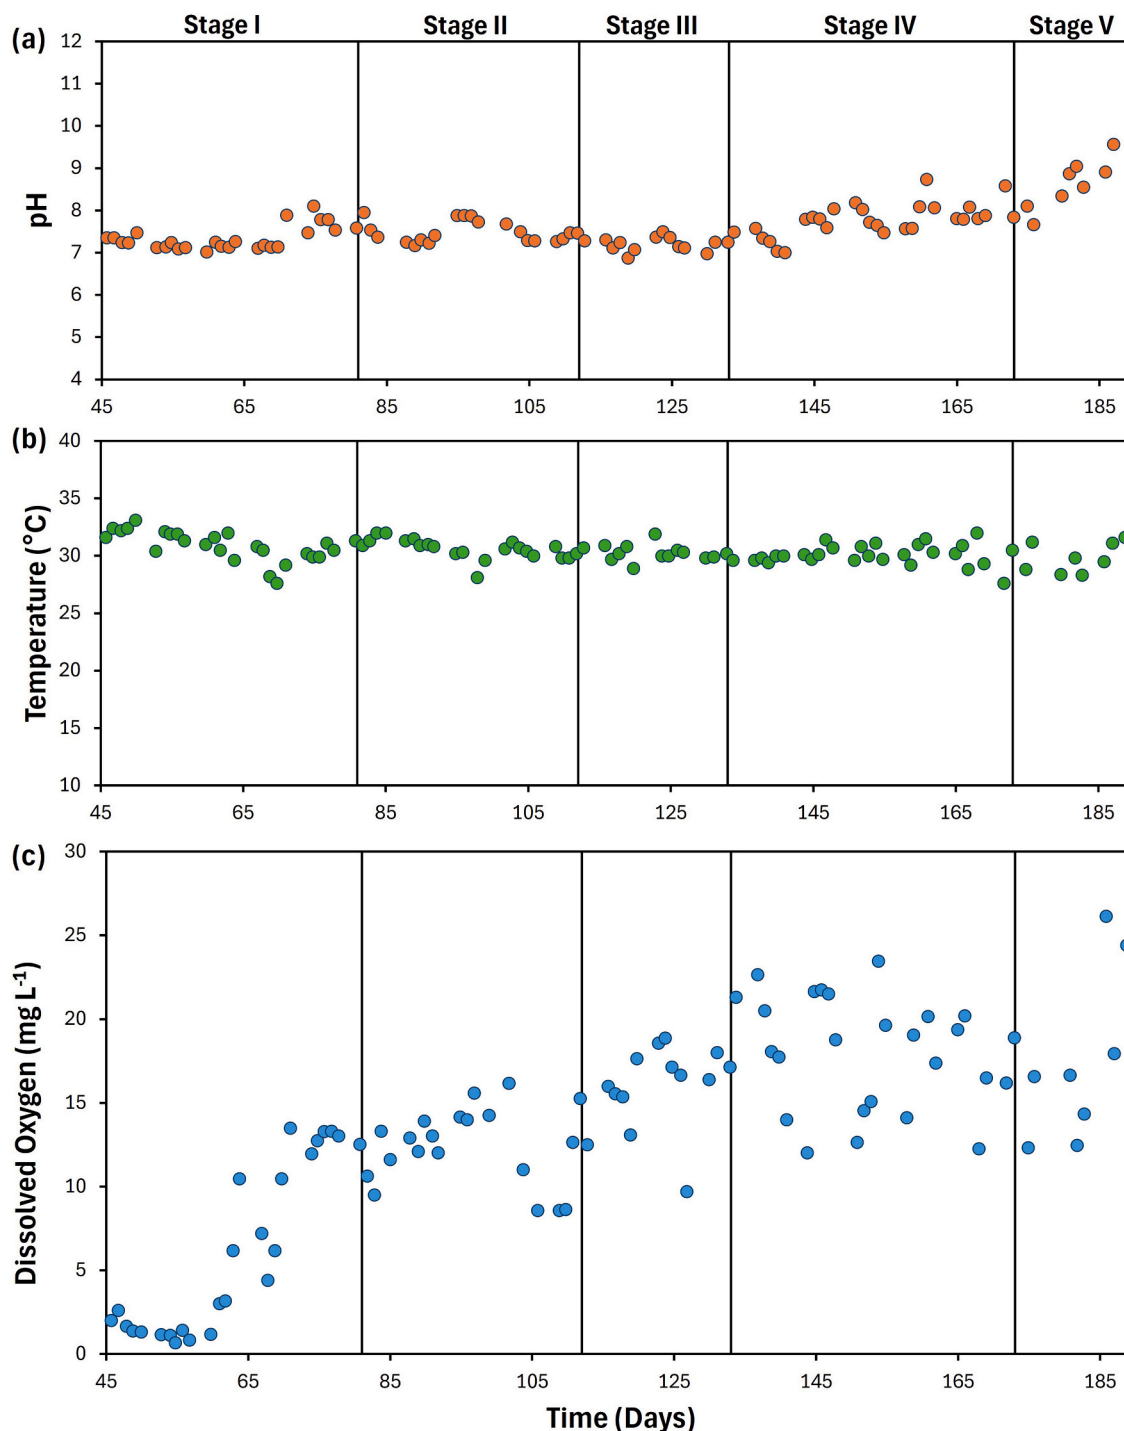 Stage I Stage II Stage III Stage IV Stage V
(a)
12
11
10
9
8
7
6
5
4
pH
45 65 85 105 125 145 165 185
(b)
40
35
30
25
20
15
10
Temperature (°C)
45 65 85 105 125 145 165 185
(c)
30
25
20
15
10
5
0
Dissolved Oxygen (mg L⁻¹)
45 65 85 105 125 145 165 185
Time (Days)